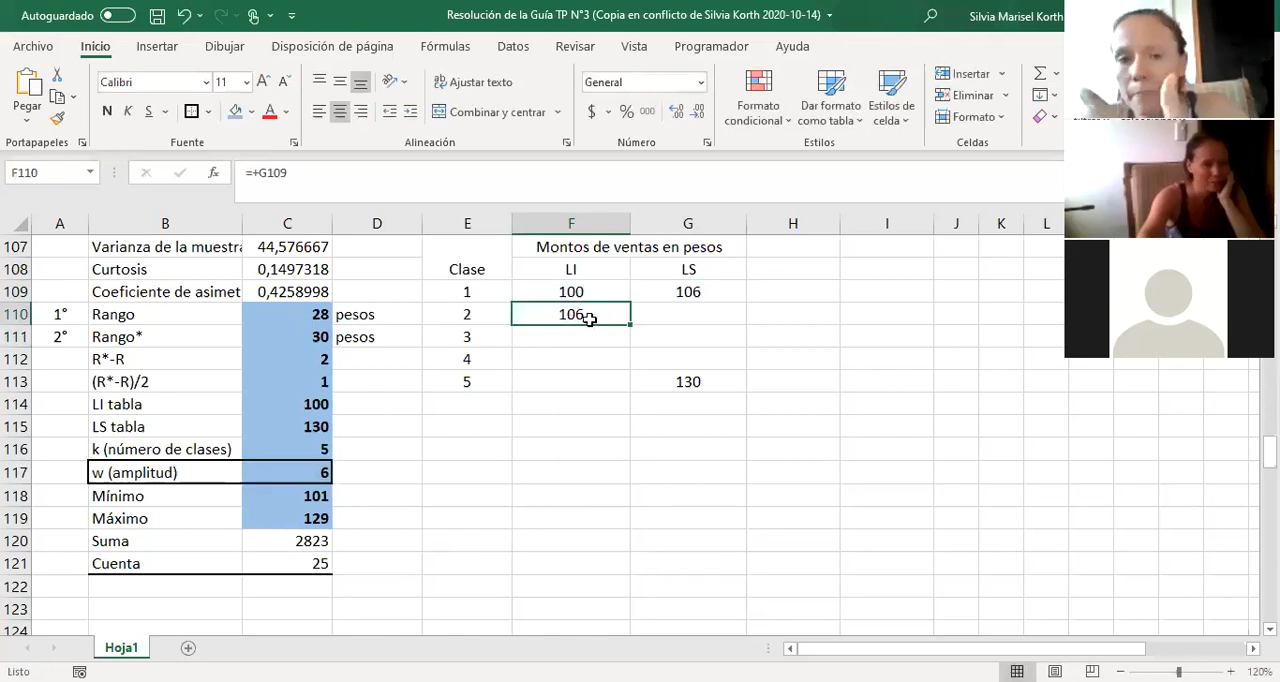 Autoguardado
Resolución de la Guía TP N°3 (Copia en conflicto de Silvia Korth 2020-10-14)
Silvia Marisel Korth
Archivo Inicio Insertar Dibujar Disposición de página Fórmulas Datos Revisar Vista Programador Ayuda
Pegar
Calibri 11
N K S
Ajustar texto
Combinar y centrar
General
$ % 000
Formato condicional
Dar formato como tabla
Estilos de celda
Insertar
Eliminar
Formato
Portapapeles Fuente Alineación Número Estilos Celdas
F110 fx =+G109
A B C D E F G H I J K L
107 Varianza de la muestra 44,576667 Montos de ventas en pesos
108 Curtosis 0,1497318 Clase LI LS
109 Coeficiente de asimet 0,4258998 1 100 106
110 1° Rango 28 pesos 2 106
111 2° Rango* 30 pesos 3
112 R*-R 2 4
113 (R*-R)/2 1 5 130
114 LI tabla 100
115 LS tabla 130
116 k (número de clases) 5
117 w (amplitud) 6
118 Mínimo 101
119 Máximo 129
120 Suma 2823
121 Cuenta 25
122
123
124
Hoja1
Listo
120%